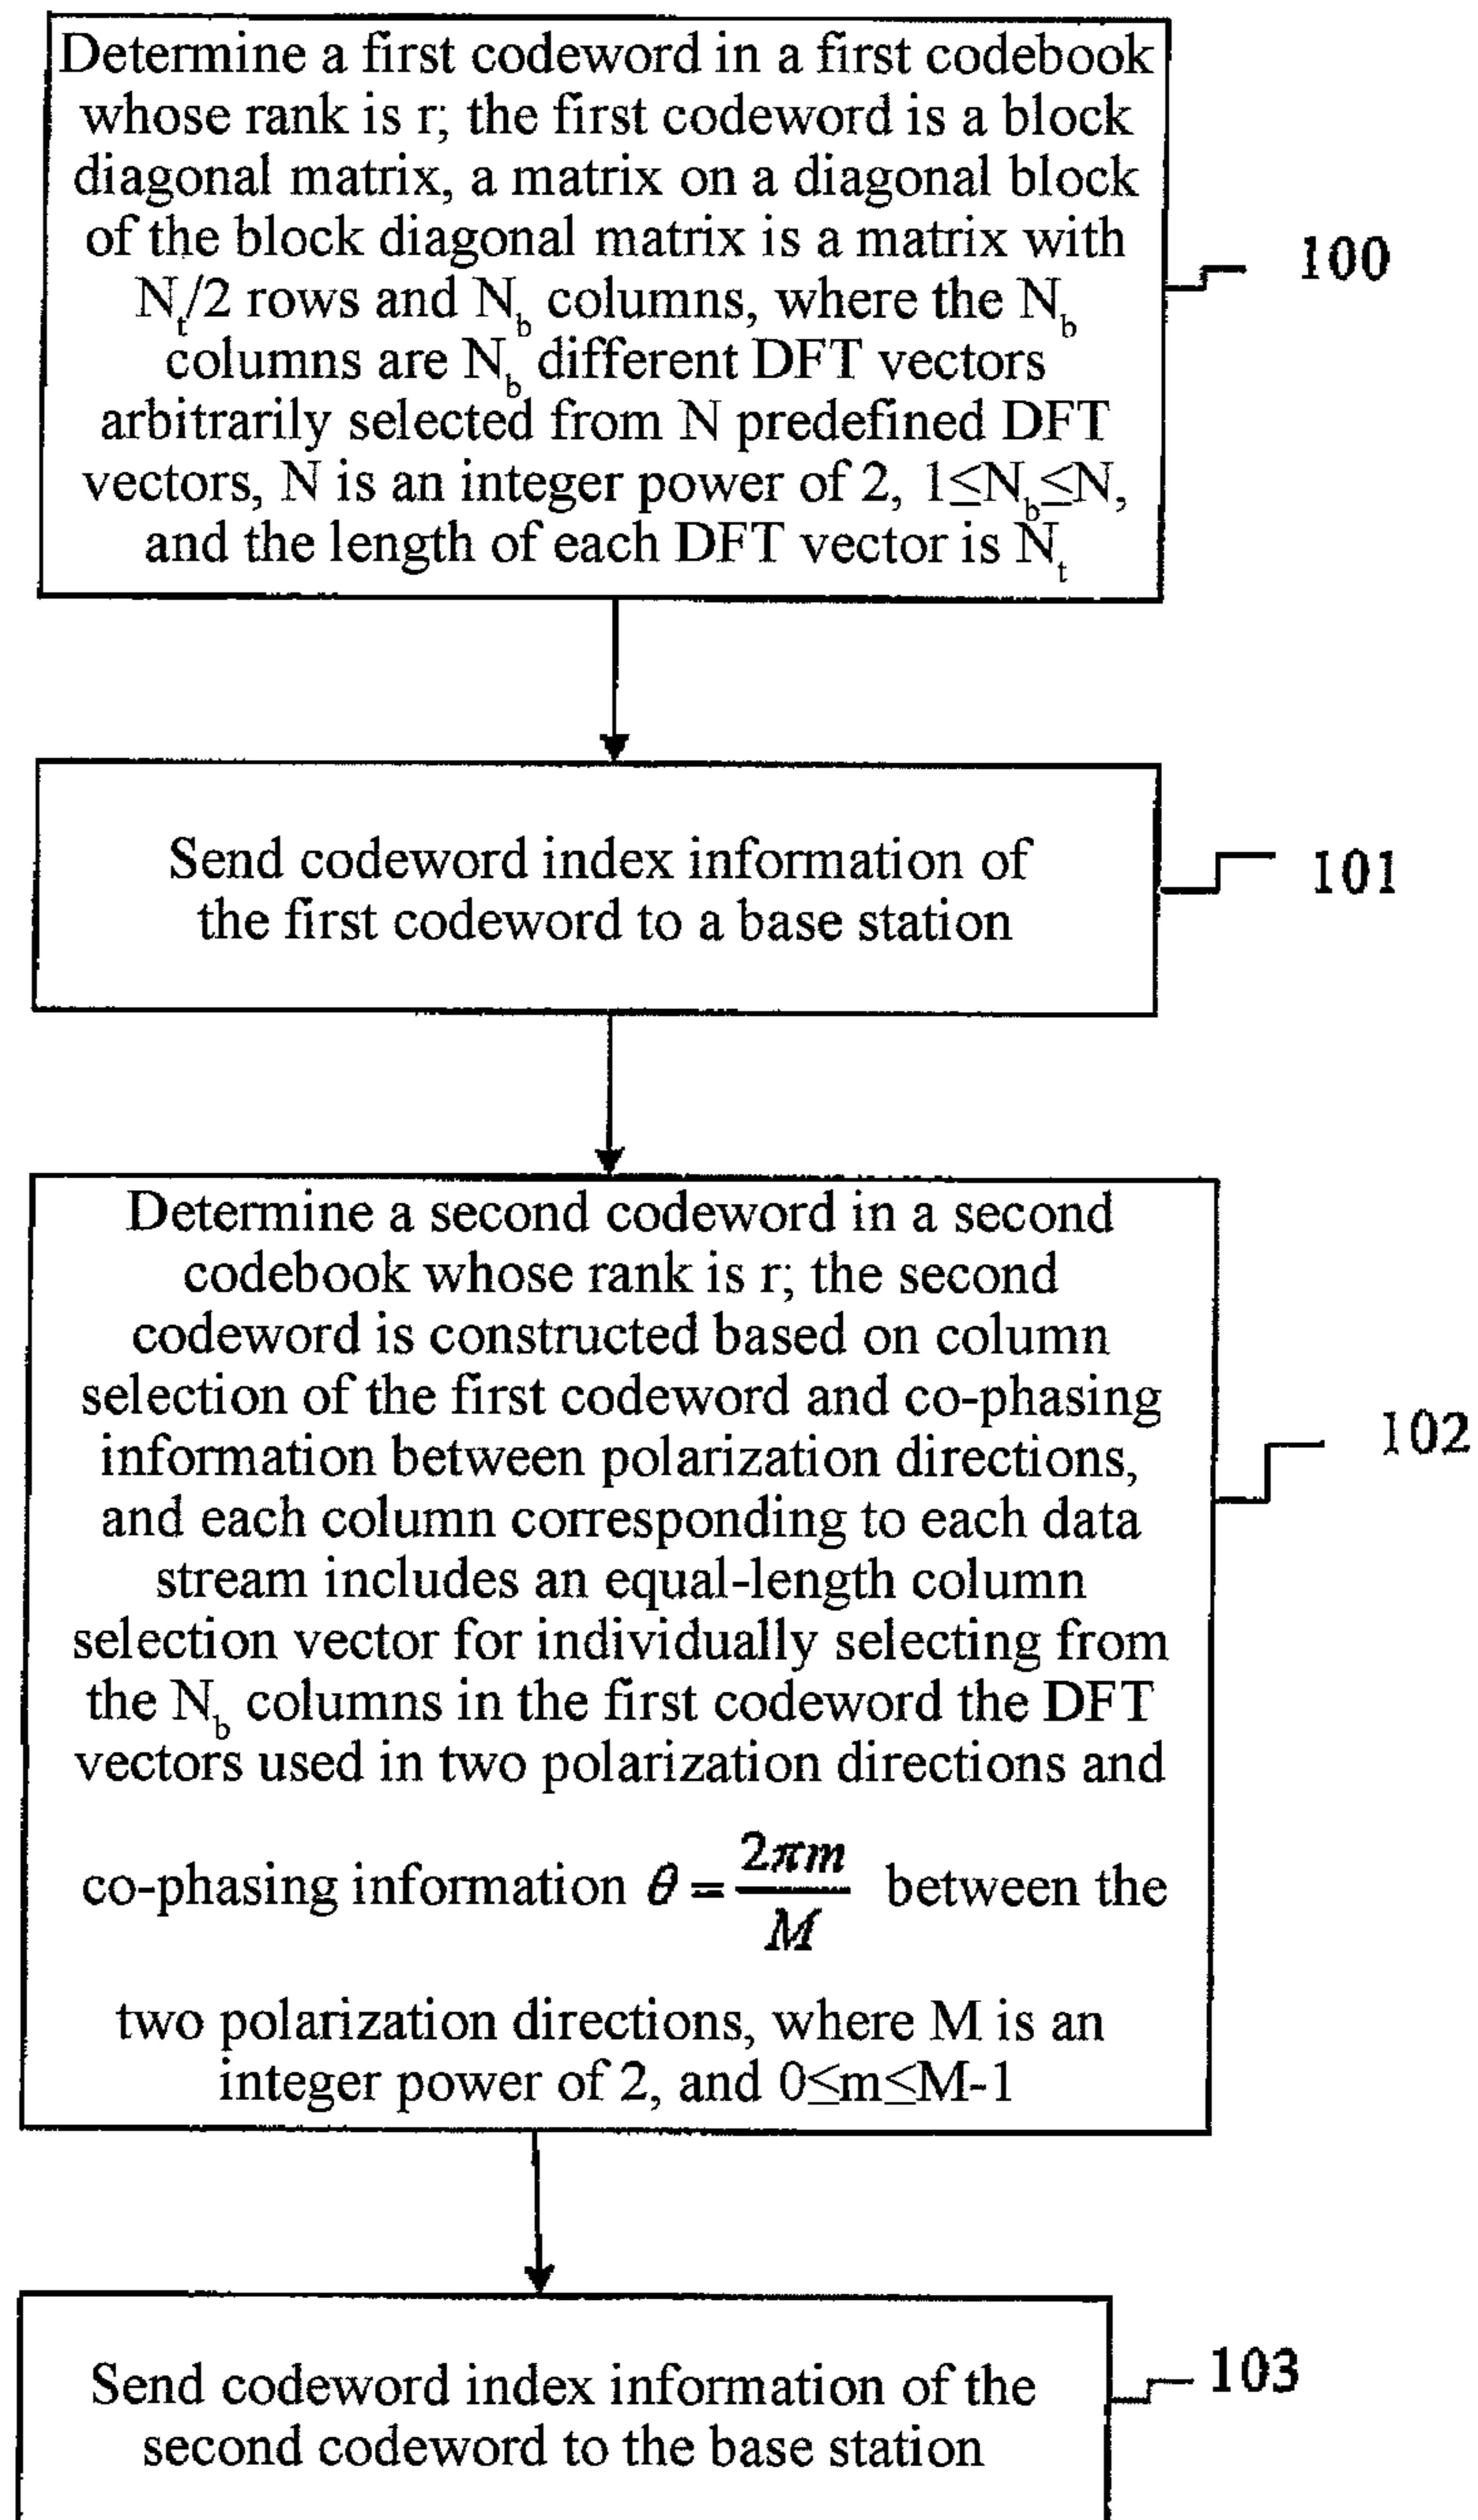 Determine a first codeword in a first codebook
whose rank is r; the first codeword is a block
diagonal matrix, a matrix on a diagonal block
of the block diagonal matrix is a matrix with
N_t/2 rows and N_b columns, where the N_b
columns are N_b different DFT vectors
arbitrarily selected from N predefined DFT
vectors, N is an integer power of 2, 1≤N_b≤N,
and the length of each DFT vector is N_t
100
Send codeword index information of
the first codeword to a base station
101
Determine a second codeword in a second
codebook whose rank is r; the second
codeword is constructed based on column
selection of the first codeword and co-phasing
information between polarization directions,
and each column corresponding to each data
stream includes an equal-length column
selection vector for individually selecting from
the N_b columns in the first codeword the DFT
vectors used in two polarization directions and
co-phasing information θ = 2πm/M between the
two polarization directions, where M is an
integer power of 2, and 0≤m≤M-1
102
Send codeword index information of the
second codeword to the base station
103